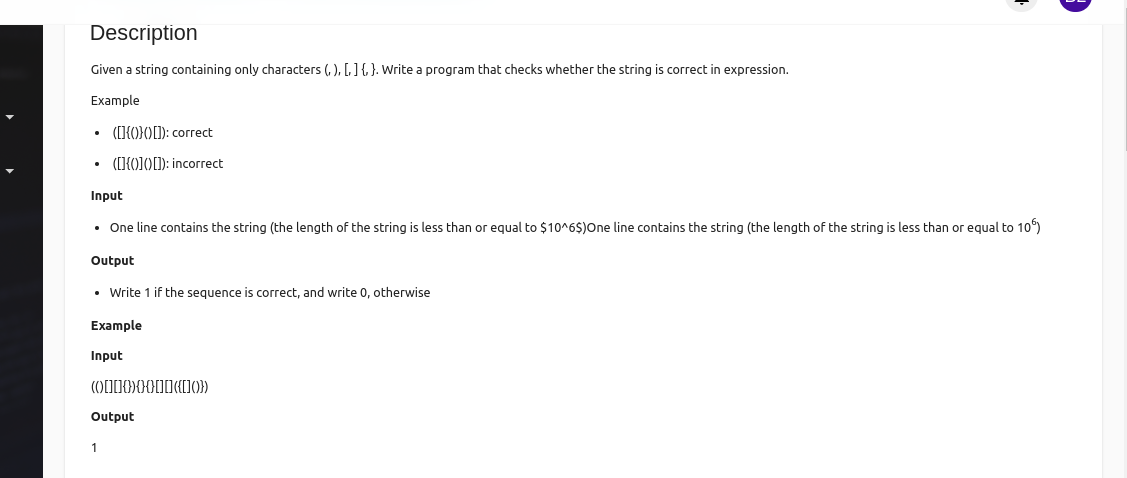 Description
Given a string containing only characters (, ), [, ] {, }. Write a program that checks whether the string is correct in expression.
Example
• ([]{()}()[]): correct
• ([]{()]()[]): incorrect
Input
• One line contains the string (the length of the string is less than or equal to $10^6$)One line contains the string (the length of the string is less than or equal to 10⁶)
Output
• Write 1 if the sequence is correct, and write 0, otherwise
Example
Input
(()[][]{}){}{}[][]({[]()})
Output
1